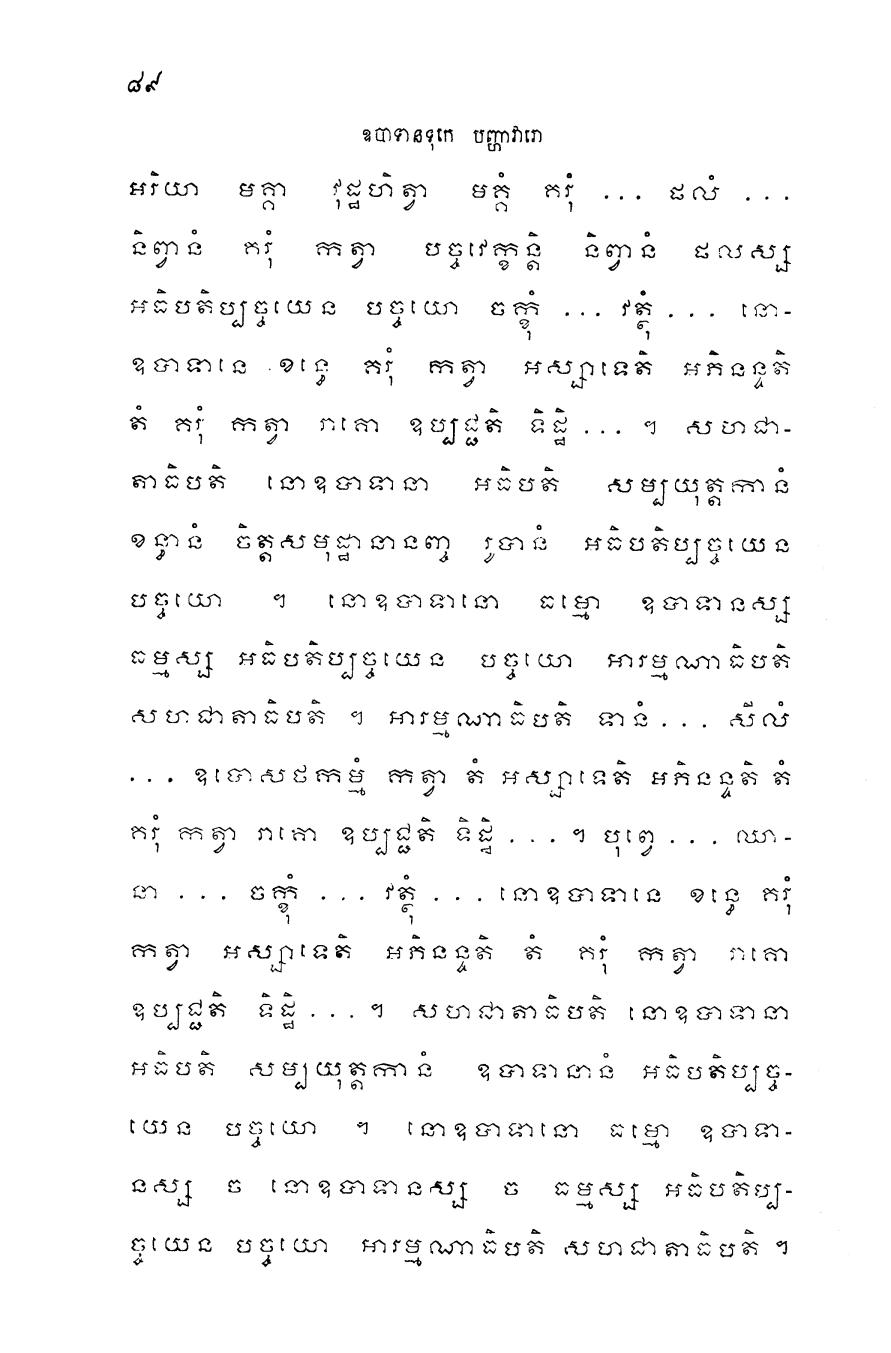 ៨៩
ឧបាទានទុកេ បញ្ហាវារោ
អរិយា មគ្គា វុដ្ឋហិត្វា មគ្គំ គរុំ ... ផលំ ...
និព្វានំ គរុំ កត្វា បច្ចវេក្ខន្តិ និព្វានំ ផលស្ស
អធិបតិប្បច្ចយេន បច្ចយោ ចក្ខុំ ... វត្ថុំ ... នោ-
ឧបាទានេ ខន្ធេ គរុំ កត្វា អស្សាទេតិ អភិនន្ទតិ
តំ គរុំ កត្វា រាគោ ឧប្បជ្ជតិ ទិដ្ឋិ ... ។ សហជា-
តាធិបតិ នោឧបាទានា អធិបតិ សម្បយុត្តកានំ
ខន្ធានំ ចិត្តសមុដ្ឋានានញ្ច រូបានំ អធិបតិប្បច្ចយេន
បច្ចយោ ។ នោឧបាទានោ ធម្មោ ឧបាទានស្ស
ធម្មស្ស អធិបតិប្បច្ចយេន បច្ចយោ អារម្មណាធិបតិ
សហជាតាធិបតិ ។ អារម្មណាធិបតិ ទានំ ... សីលំ
... ឧបោសថកម្មំ កត្វា តំ អស្សាទេតិ អភិនន្ទតិ តំ
គរុំ កត្វា រាគោ ឧប្បជ្ជតិ ទិដ្ឋិ ... ។ បុព្វេ ... ឈា-
នា ... ចក្ខុំ ... វត្ថុំ ... នោឧបាទានេ ខន្ធេ គរុំ
កត្វា អស្សាទេតិ អភិនន្ទតិ តំ គរុំ កត្វា រាគោ
ឧប្បជ្ជតិ ទិដ្ឋិ ... ។ សហជាតាធិបតិ នោឧបាទានា
អធិបតិ សម្បយុត្តកានំ ឧបាទានានំ អធិបតិប្បច្ច-
យេន បច្ចយោ ។ នោឧបាទានោ ធម្មោ ឧបាទា-
នស្ស ច នោឧបាទានស្ស ច ធម្មស្ស អធិបតិប្ប-
ច្ចយេន បច្ចយោ អារម្មណាធិបតិ សហជាតាធិបតិ ។